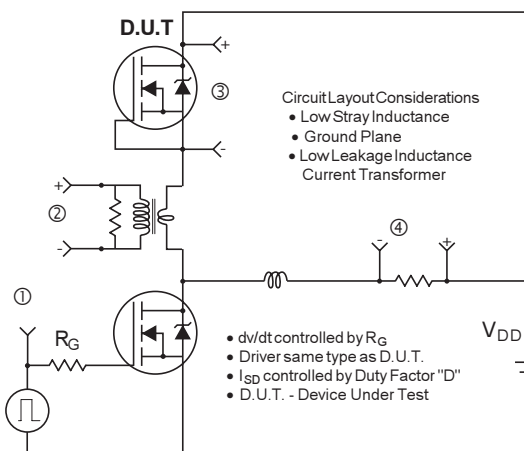 D.U.T
+
③
-
Circuit Layout Considerations
• Low Stray Inductance
• Ground Plane
• Low Leakage Inductance
Current Transformer
+
②
-
-
④
+
①
RG
VDD
• dv/dt controlled by RG
• Driver same type as D.U.T.
• ISD controlled by Duty Factor "D"
• D.U.T. - Device Under Test